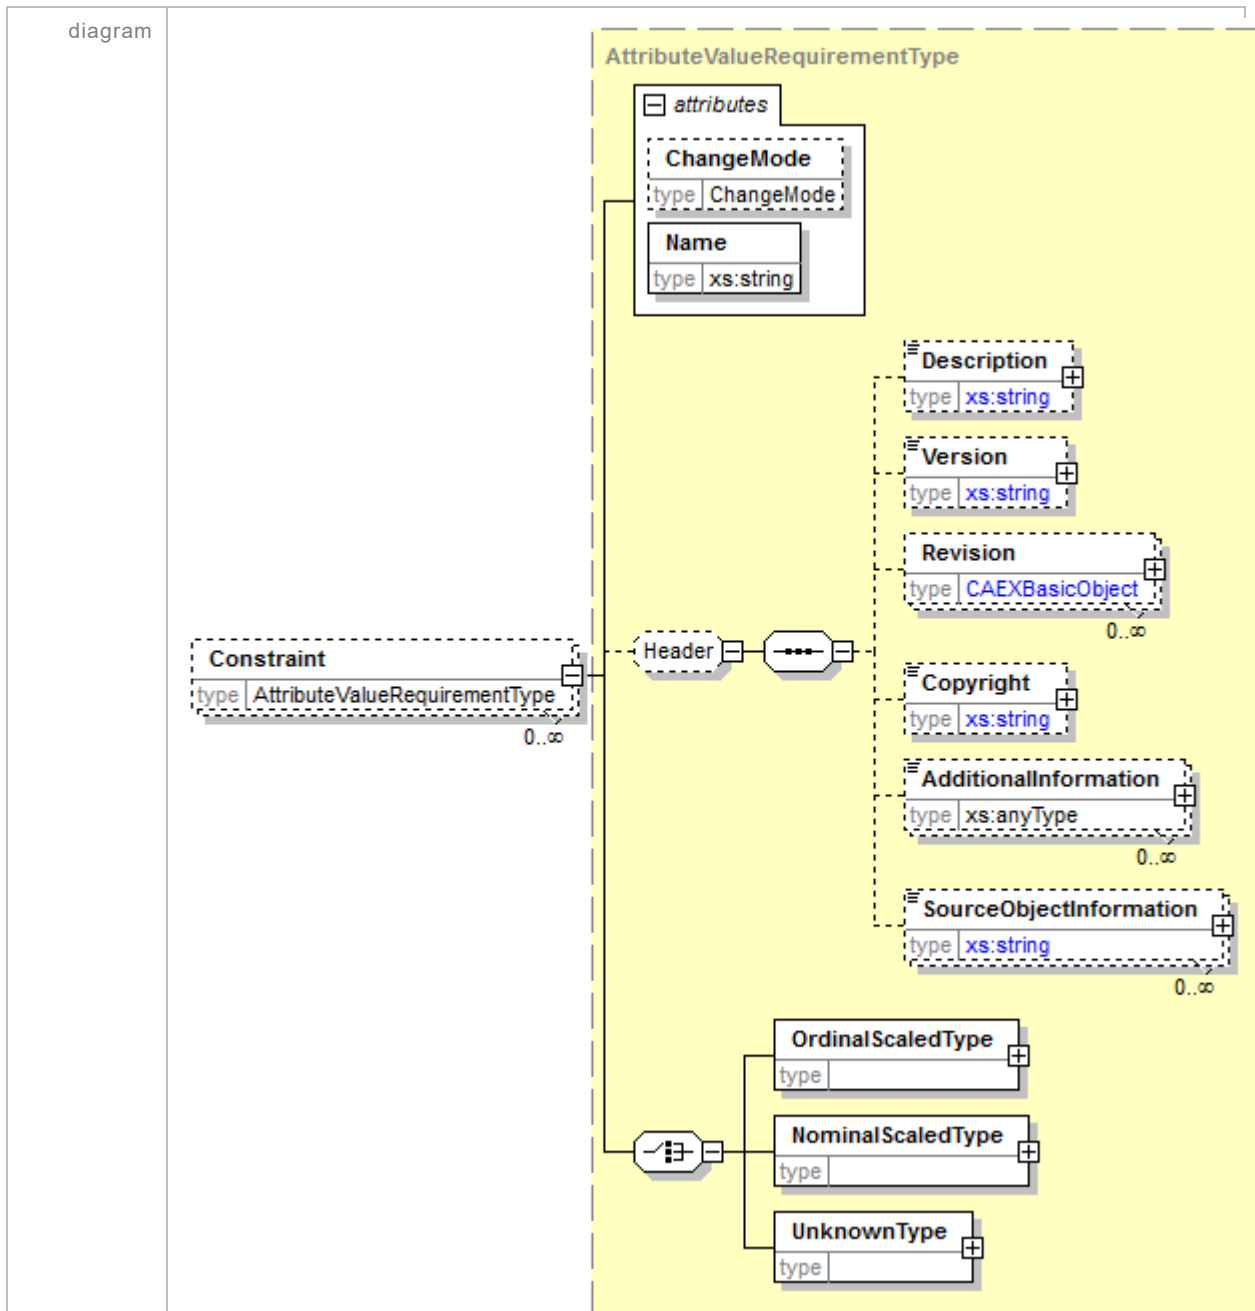 diagram
AttributeValueRequirementType
attributes
ChangeMode
type ChangeMode
Name
type xs:string
Description
type xs:string
Version
type xs:string
Revision
type CAEXBasicObject
0..∞
Header
Constraint
type AttributeValueRequirementType
0..∞
Copyright
type xs:string
AdditionalInformation
type xs:anyType
0..∞
SourceObjectInformation
type xs:string
0..∞
OrdinalScaledType
type
NominalScaledType
type
UnknownType
type